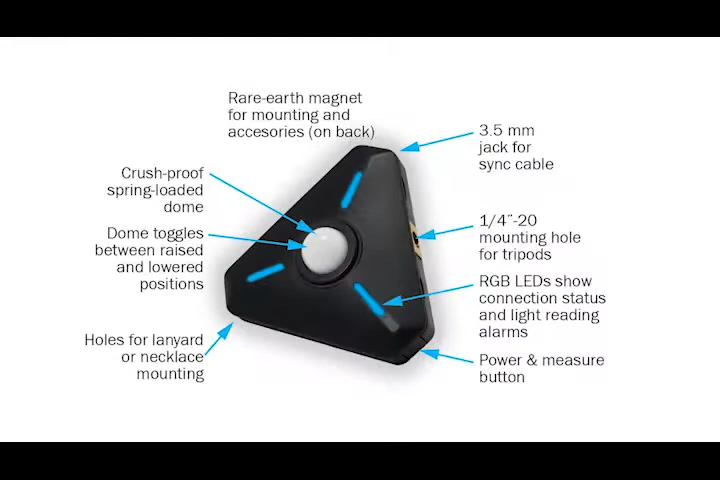 Rare-earth magnet
for mounting and
accesories (on back)
3.5 mm
jack for
sync cable
Crush-proof
spring-loaded
dome
Dome toggles
between raised
and lowered
positions
1/4”-20
mounting hole
for tripods
RGB LEDs show
connection status
and light reading
alarms
Holes for lanyard
or necklace
mounting
Power & measure
button